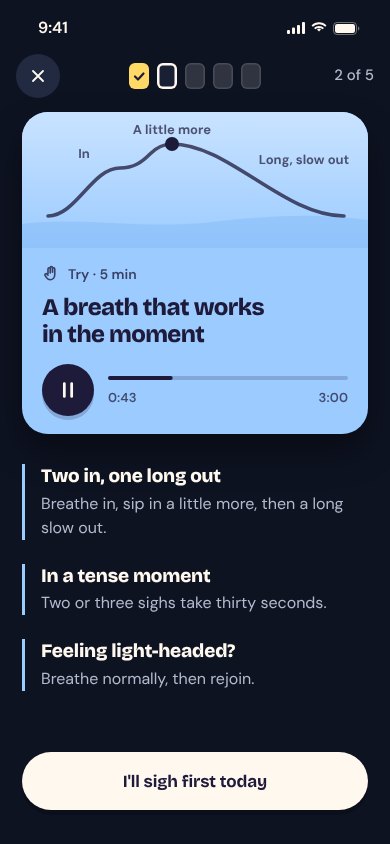 9:41
2 of 5
A little more
In
Long, slow out
Try · 5 min
A breath that works
in the moment
0:43
3:00
Two in, one long out
Breathe in, sip in a little more, then a long
slow out.
In a tense moment
Two or three sighs take thirty seconds.
Feeling light-headed?
Breathe normally, then rejoin.
I'll sigh first today